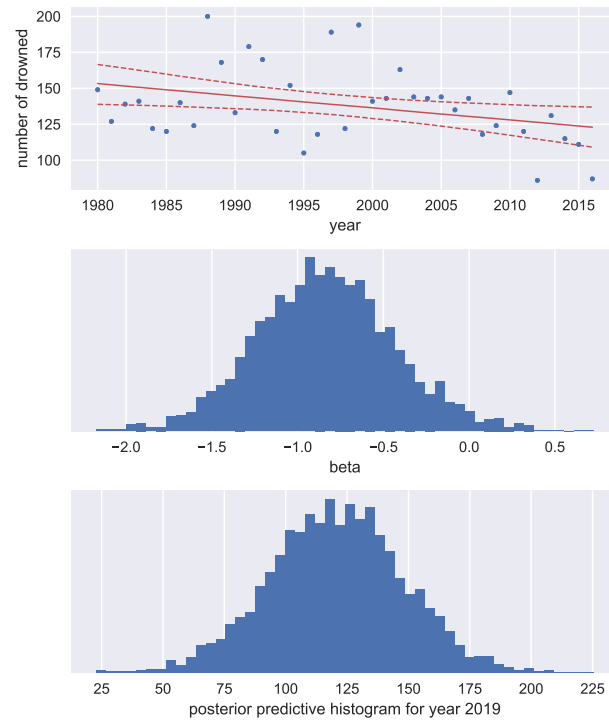 number of drowned
200
175
150
125
100
1980 1985 1990 1995 2000 2005 2010 2015
year
−2.0 −1.5 −1.0 −0.5 0.0 0.5
beta
25 50 75 100 125 150 175 200 225
posterior predictive histogram for year 2019